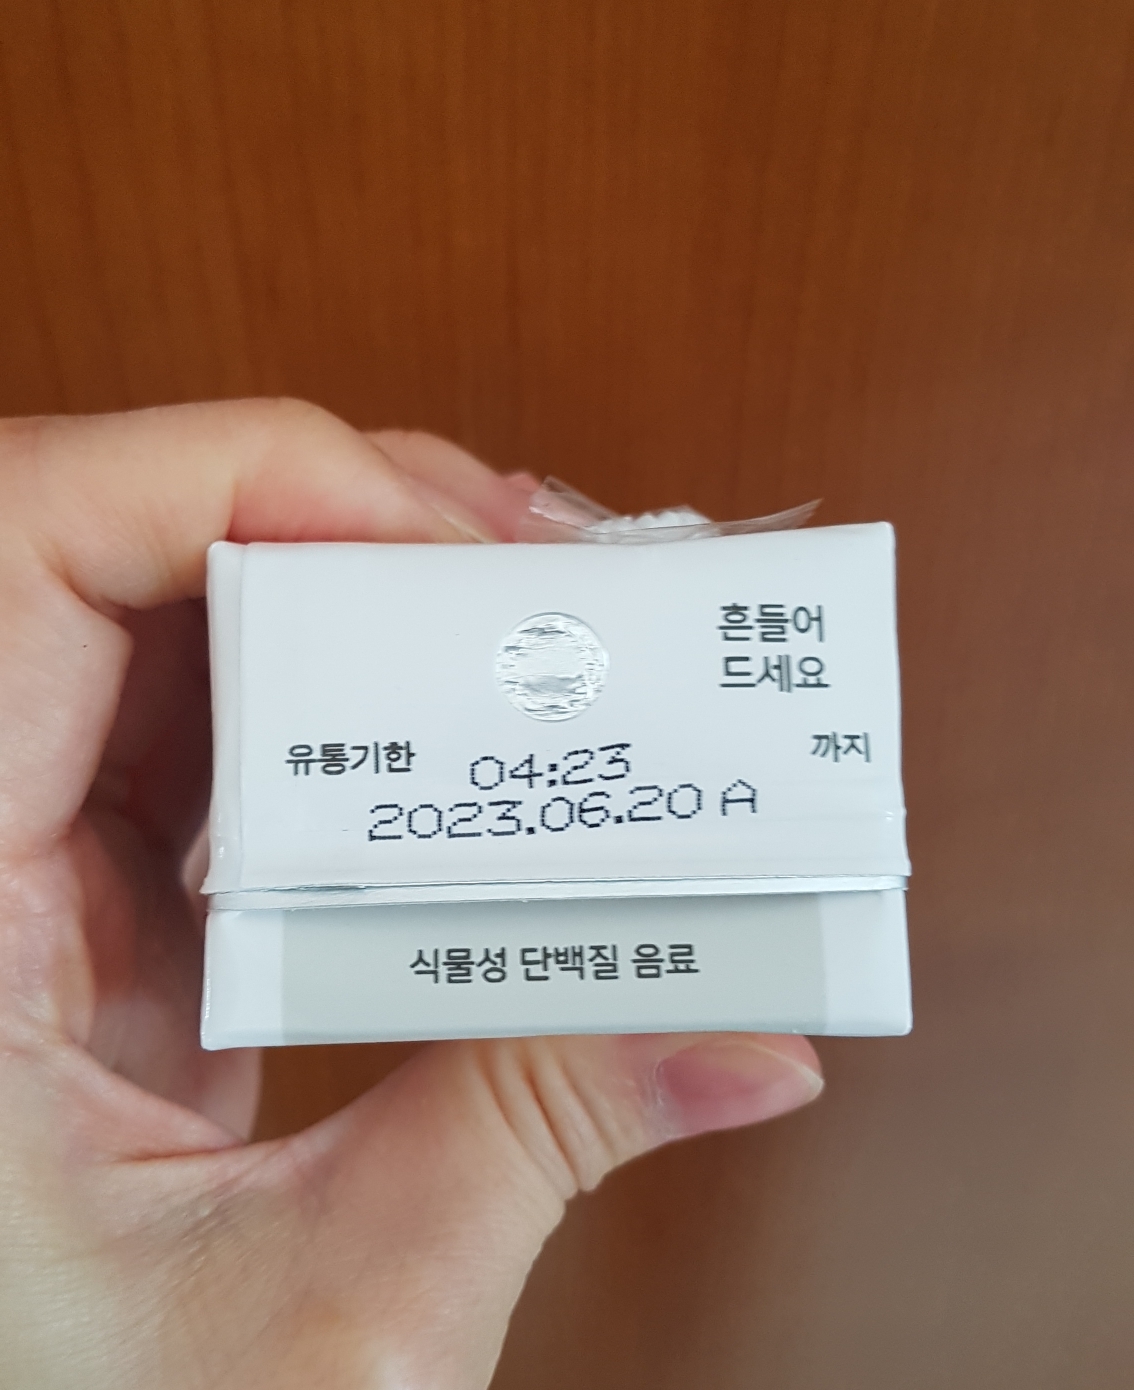 흔들어
드세요
유통기한 04:23 까지
2023.06.20 A
식물성 단백질 음료